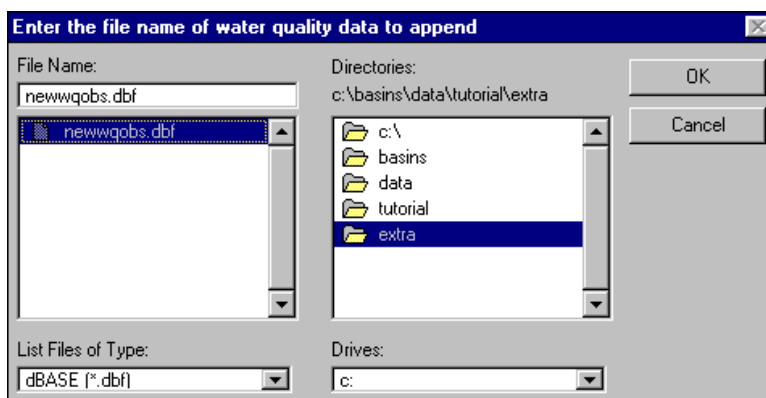 Enter the file name of water quality data to append
File Name:
newwqobs.dbf
newwqobs.dbf
List Files of Type:
dBASE (*.dbf)
Directories:
c:\basins\data\tutorial\extra
c:\
basins
data
tutorial
extra
Drives:
c:
OK
Cancel